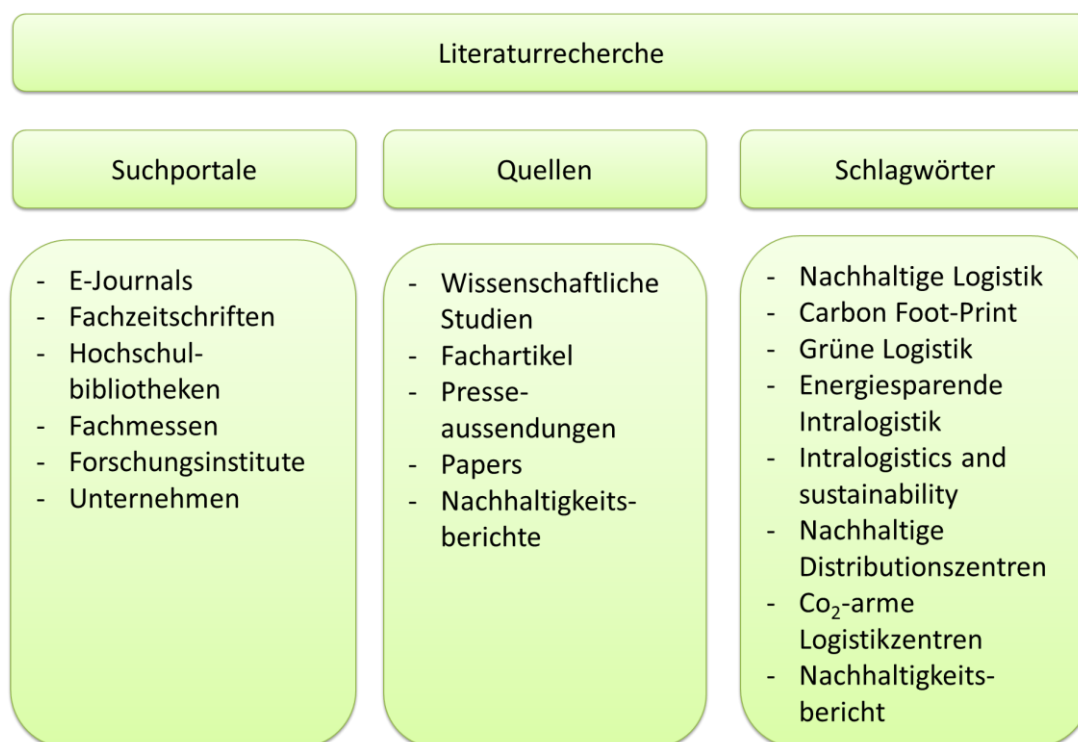 Literaturrecherche
Suchportale
- E-Journals
- Fachzeitschriften
- Hochschul-
bibliotheken
- Fachmessen
- Forschungsinstitute
- Unternehmen
Quellen
- Wissenschaftliche
Studien
- Fachartikel
- Presse-
aussendungen
- Papers
- Nachhaltigkeits-
berichte
Schlagwörter
- Nachhaltige Logistik
- Carbon Foot-Print
- Grüne Logistik
- Energiesparende
Intralogistik
- Intralogistics and
sustainability
- Nachhaltige
Distributionszentren
- Co₂-arme
Logistikzentren
- Nachhaltigkeits-
bericht